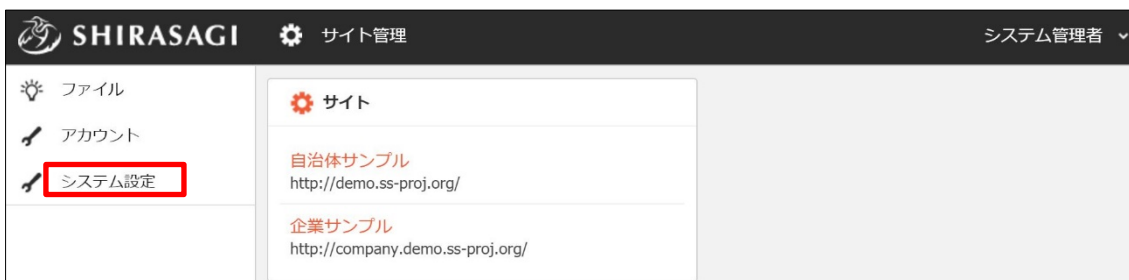 SHIRASAGI サイト管理 システム管理者
ファイル
アカウント
システム設定
サイト
自治体サンプル
http://demo.ss-proj.org/
企業サンプル
http://company.demo.ss-proj.org/